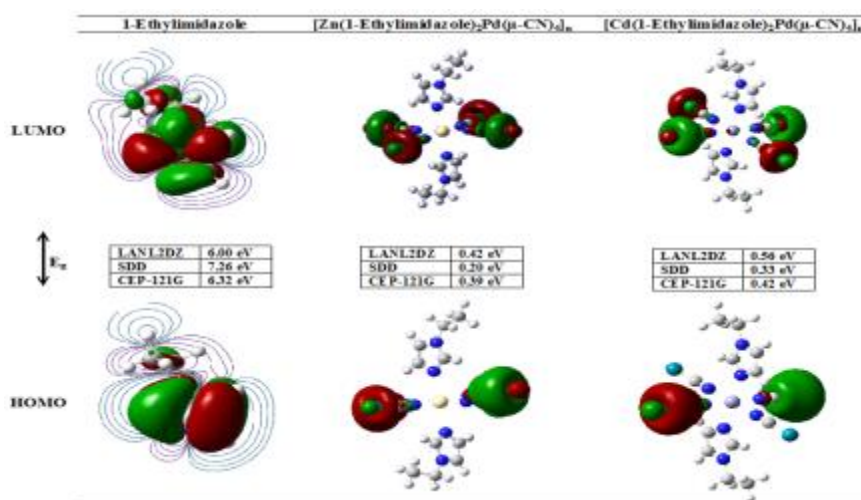 1-Ethylimidazole [Zn(1-Ethylimidazole)₂Pd(μ-CN)₄]ₙ [Cd(1-Ethylimidazole)₂Pd(μ-CN)₄]ₙ
LUMO
E_g
LANL2DZ 6.00 eV
SDD 7.26 eV
CEP-121G 6.32 eV
LANL2DZ 0.42 eV
SDD 0.20 eV
CEP-121G 0.39 eV
LANL2DZ 0.56 eV
SDD 0.33 eV
CEP-121G 0.42 eV
HOMO